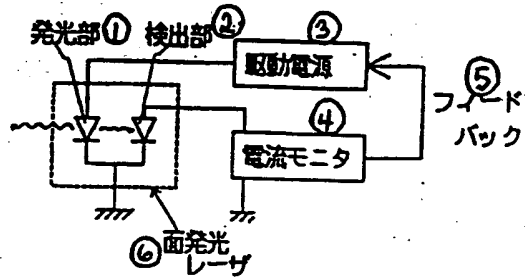 発光部①
検出部②
③
駆動電源
④
電流モニタ
⑤
フィード
バック
⑥面発光
レーザ